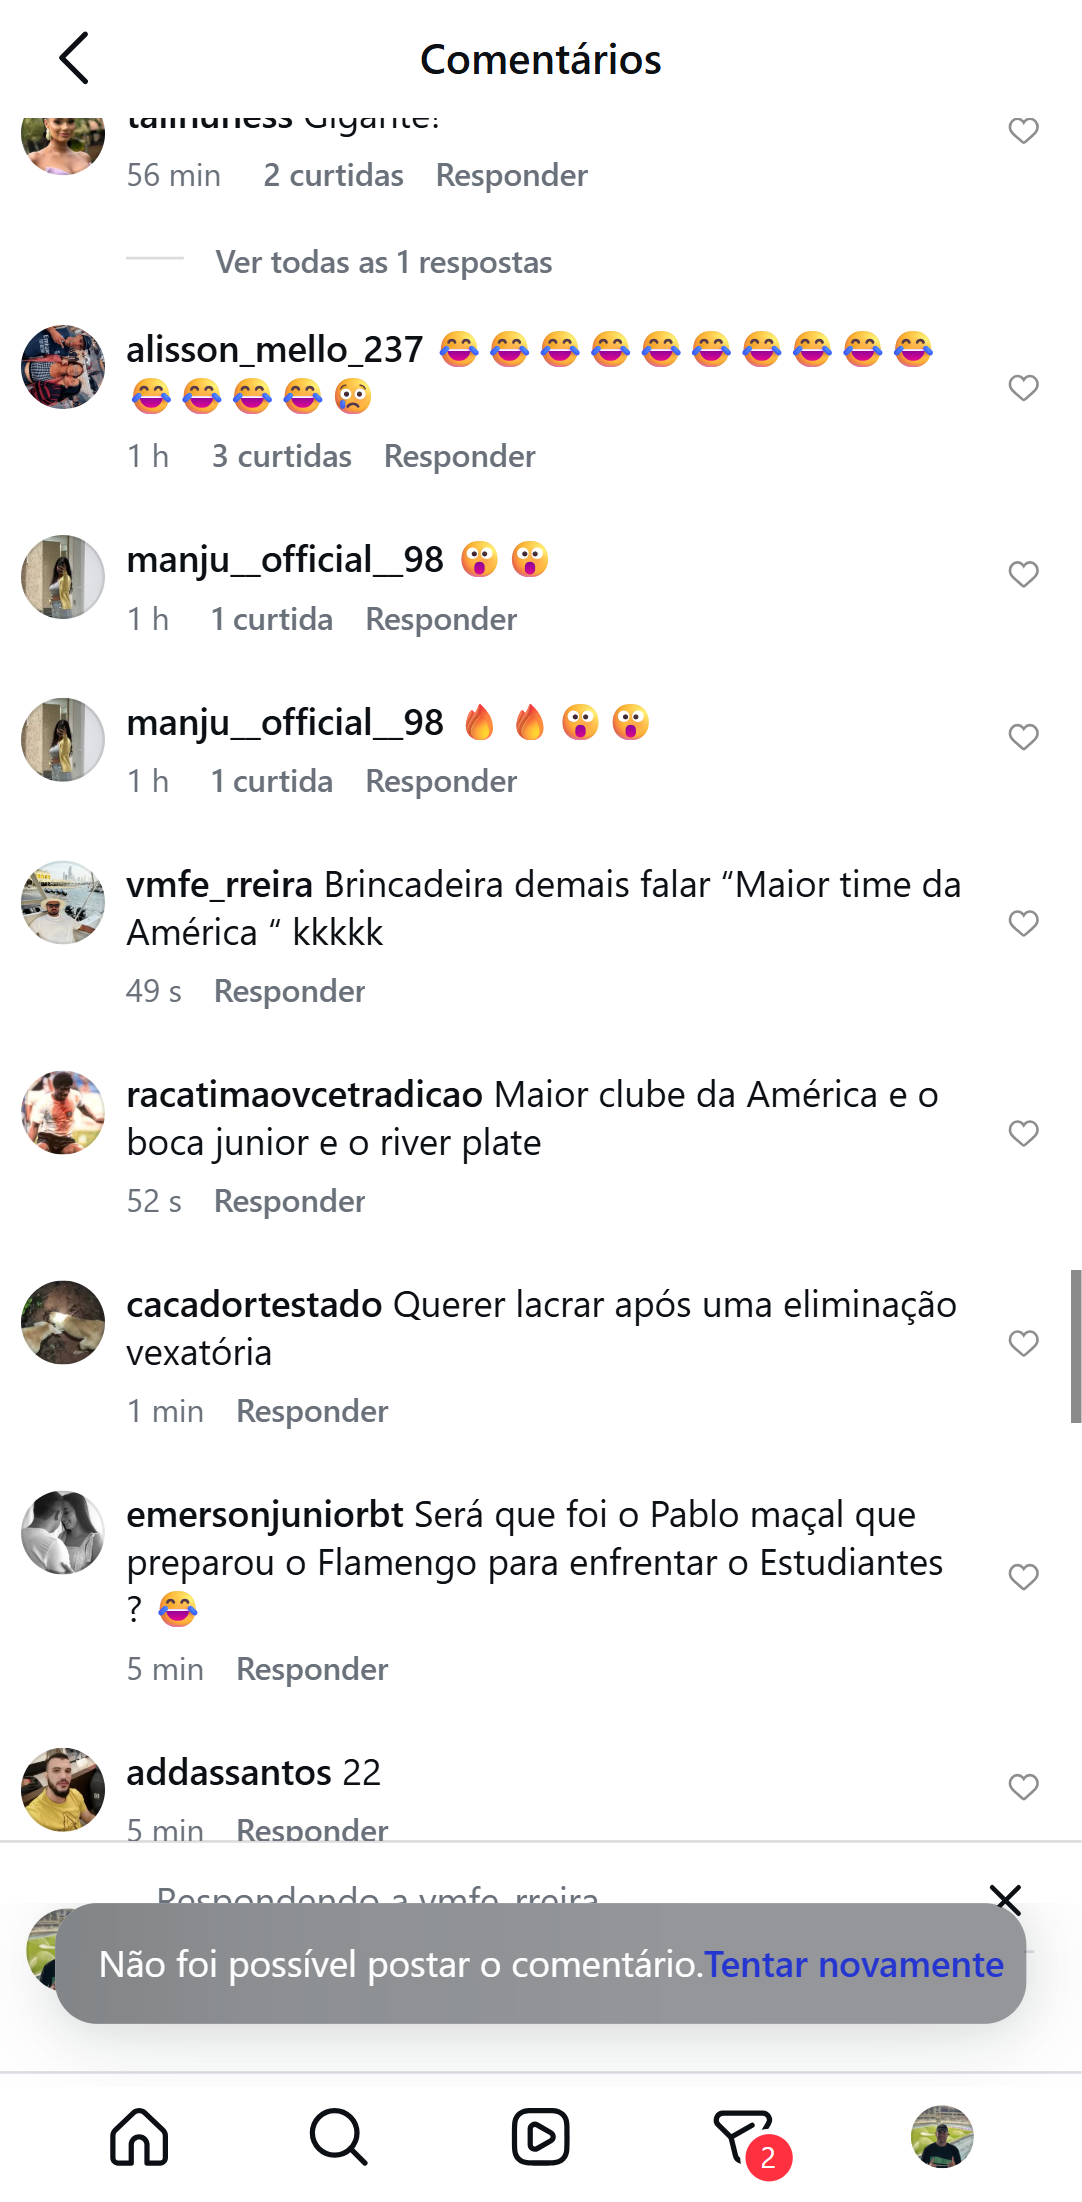 Comentários
talinuness Gigante!
56 min 2 curtidas Responder
Ver todas as 1 respostas
alisson_mello_237 😂😂😂😂😂😂😂😂😂😂
😂😂😂😂😢
1 h 3 curtidas Responder
manju__official__98 😲😲
1 h 1 curtida Responder
manju__official__98 🔥🔥😲😲
1 h 1 curtida Responder
vmfe_rreira Brincadeira demais falar “Maior time da
América “ kkkkk
49 s Responder
racatimaovcetradicao Maior clube da América e o
boca junior e o river plate
52 s Responder
cacadortestado Querer lacrar após uma eliminação
vexatória
1 min Responder
emersonjuniorbt Será que foi o Pablo maçal que
preparou o Flamengo para enfrentar o Estudiantes
? 😂
5 min Responder
addassantos 22
5 min Responder
Respondendo a vmfe_rreira
Não foi possível postar o comentário.Tentar novamente
2